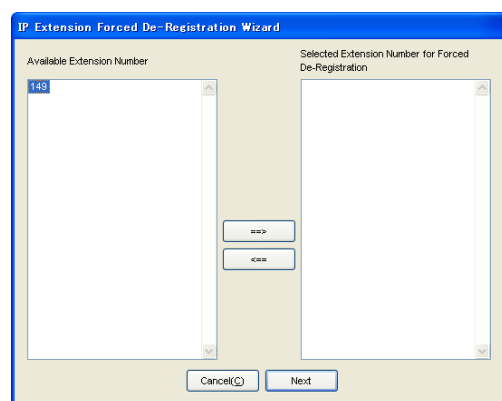 IP Extension Forced De-Registration Wizard
Available Extension Number
Selected Extension Number for Forced
De-Registration
149
==>
<==
Cancel(C)
Next